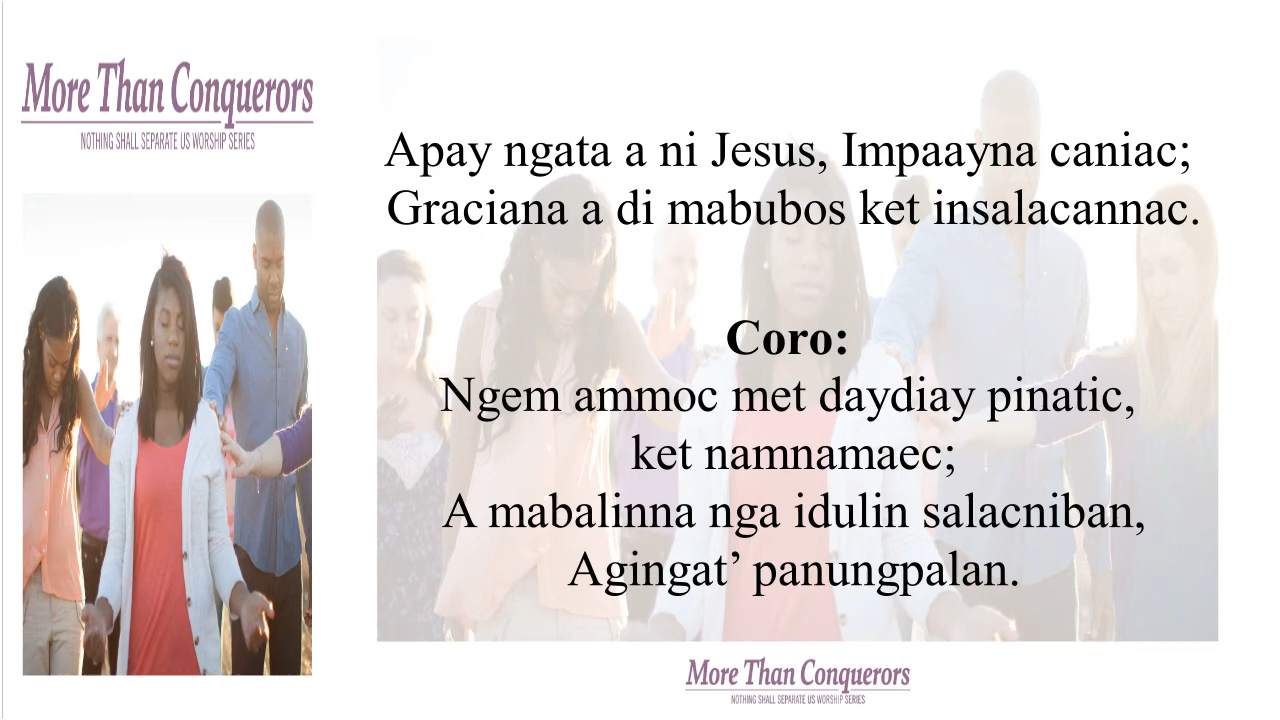 More Than Conquerors
NOTHING SHALL SEPARATE US WORSHIP SERIES
Apay ngata a ni Jesus, Impaayna caniac;
Graciana a di mabubos ket insalacannac.
Coro:
Ngem ammoc met daydiay pinatic,
ket namnamaec;
A mabalinna nga idulin salacniban,
Agingat’ panungpalan.
More Than Conquerors
NOTHING SHALL SEPARATE US WORSHIP SERIES